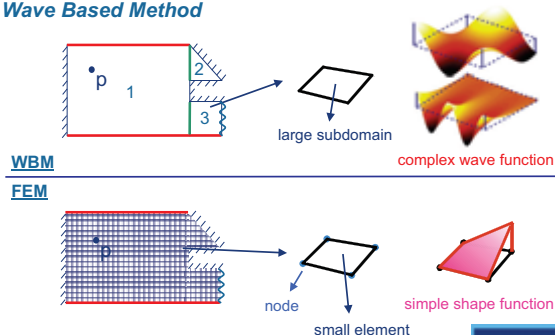 Wave Based Method
p
1
2
3
large subdomain
complex wave function
WBM
FEM
p
node
small element
simple shape function